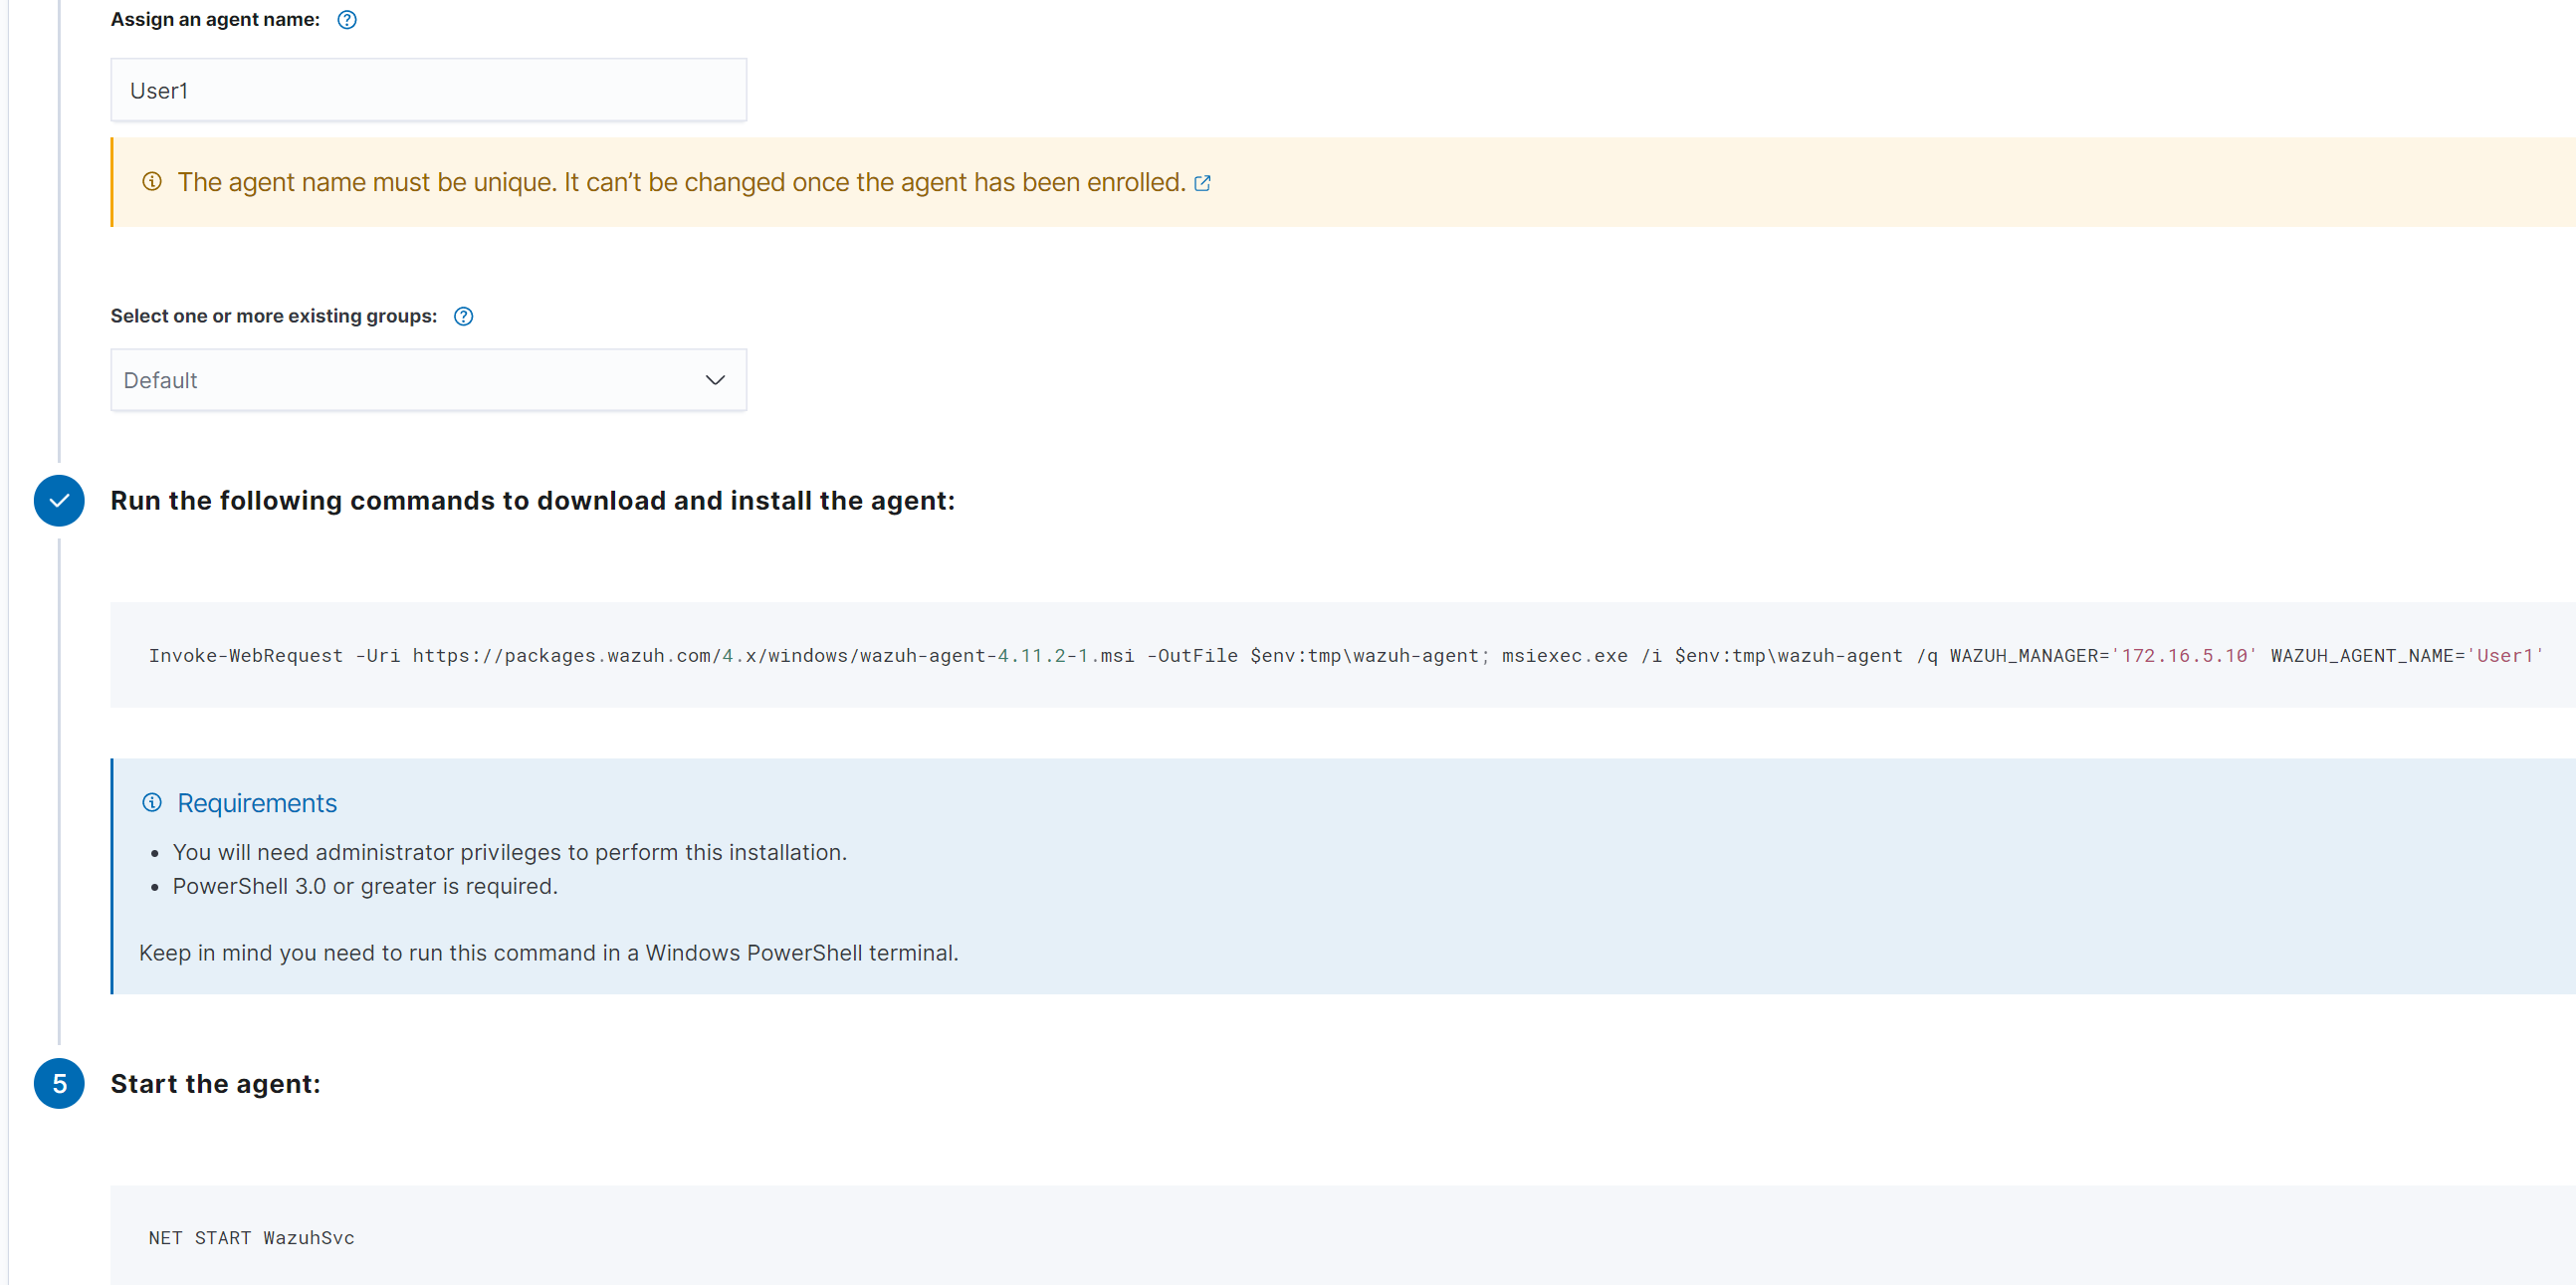 Assign an agent name:
User1
The agent name must be unique. It can’t be changed once the agent has been enrolled.
Select one or more existing groups:
Default
Run the following commands to download and install the agent:
Invoke-WebRequest -Uri https://packages.wazuh.com/4.x/windows/wazuh-agent-4.11.2-1.msi -OutFile $env:tmp\wazuh-agent; msiexec.exe /i $env:tmp\wazuh-agent /q WAZUH_MANAGER='172.16.5.10' WAZUH_AGENT_NAME='User1'
Requirements
• You will need administrator privileges to perform this installation.
• PowerShell 3.0 or greater is required.
Keep in mind you need to run this command in a Windows PowerShell terminal.
5 Start the agent:
NET START WazuhSvc